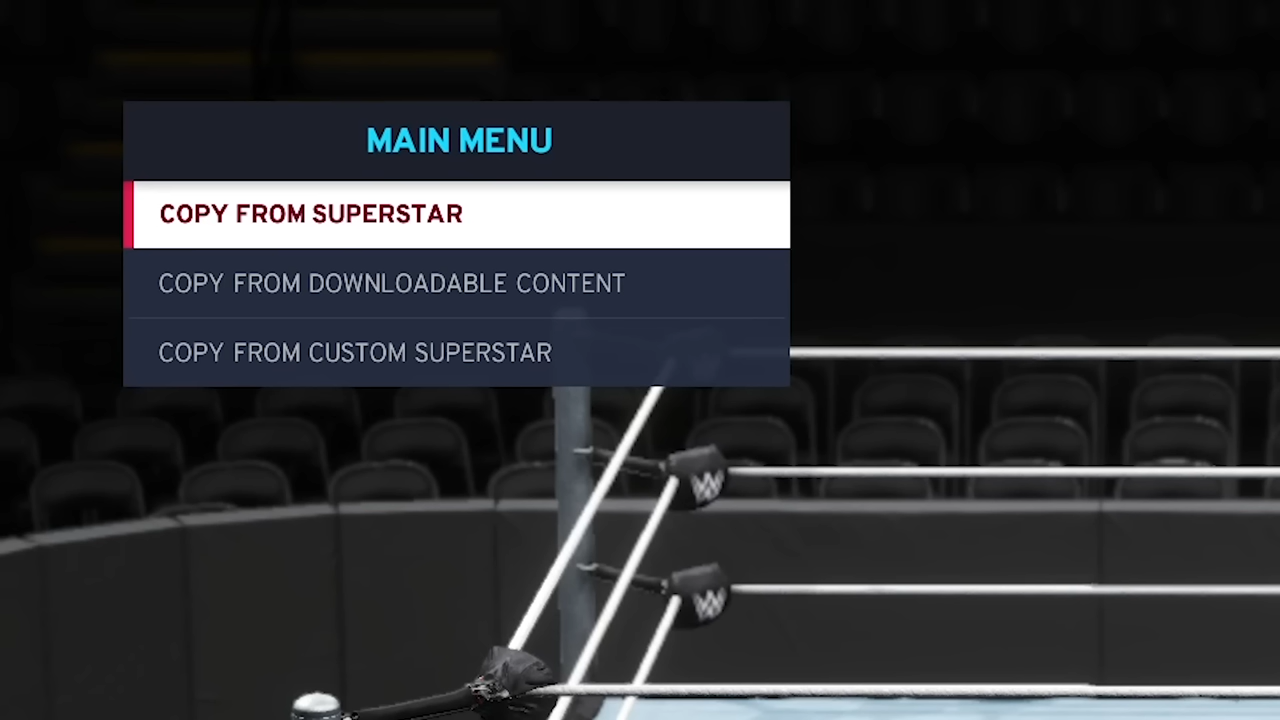 MAIN MENU
COPY FROM SUPERSTAR
COPY FROM DOWNLOADABLE CONTENT
COPY FROM CUSTOM SUPERSTAR
W
W